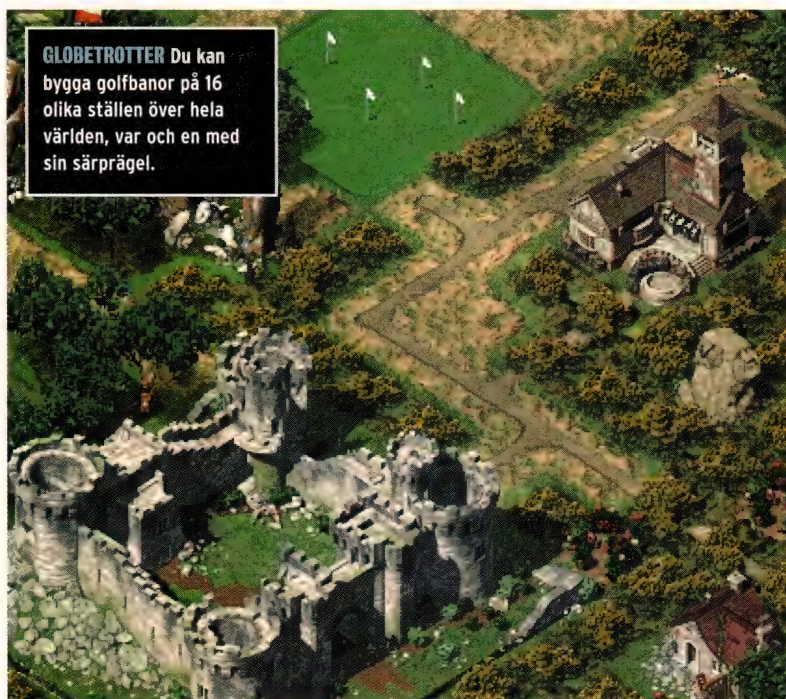 GLOBETROTTER Du kan
bygga golfbanor på 16
olika ställen över hela
världen, var och en med
sin särprägel.